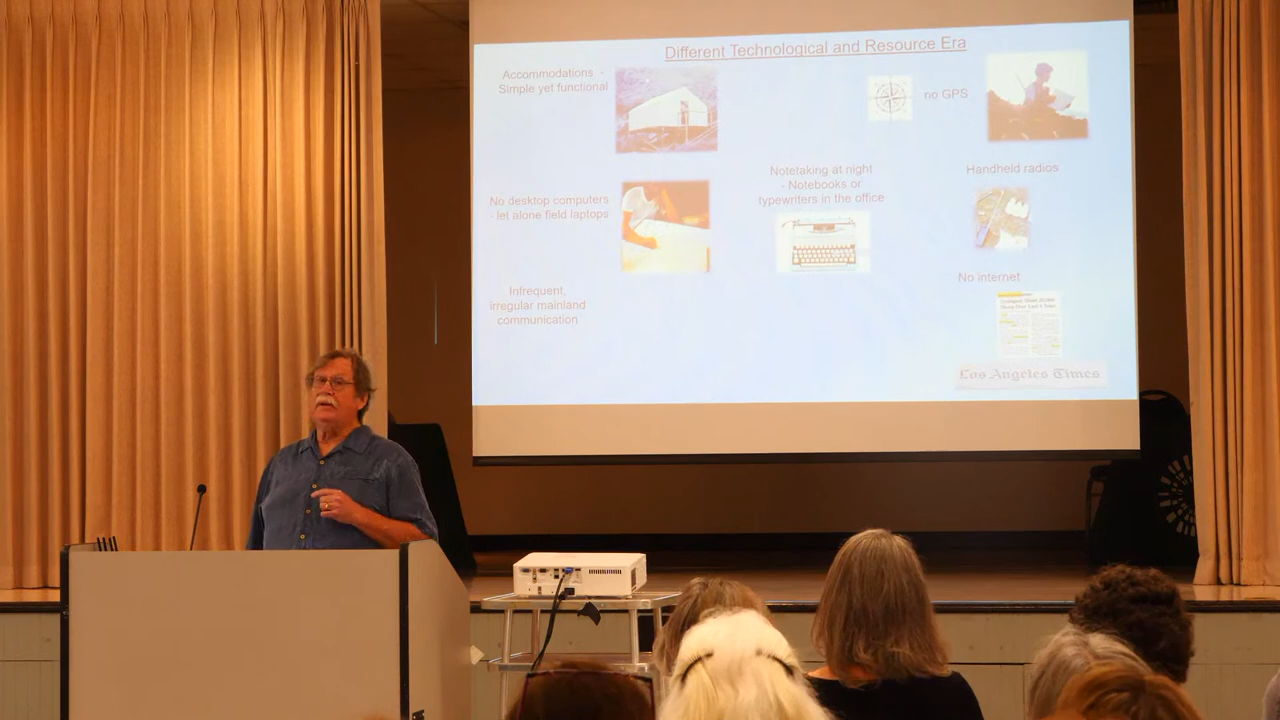 Different Technological and Resource Era
Accommodations -
Simple yet functional
no GPS
Notetaking at night
- Notebooks or
typewriters in the office
Handheld radios
No desktop computers
- let alone field laptops
No internet
Infrequent,
irregular mainland
communication
Los Angeles Times